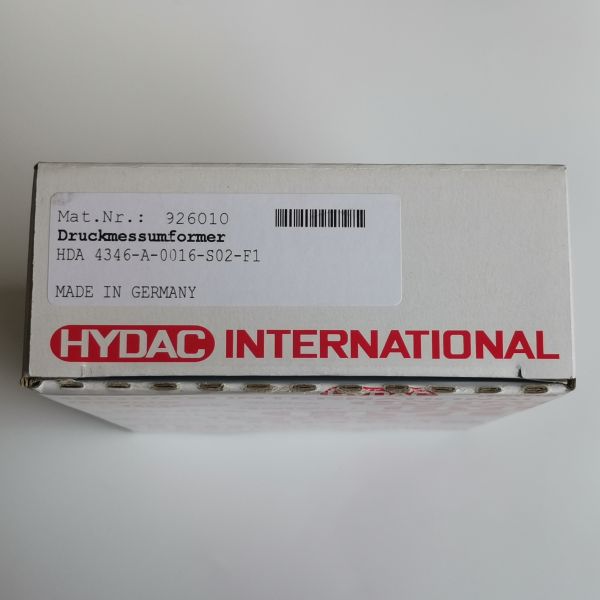 Mat.Nr.: 926010
Druckmessumformer
HDA 4346-A-0016-S02-F1
MADE IN GERMANY
HYDAC INTERNATIONAL